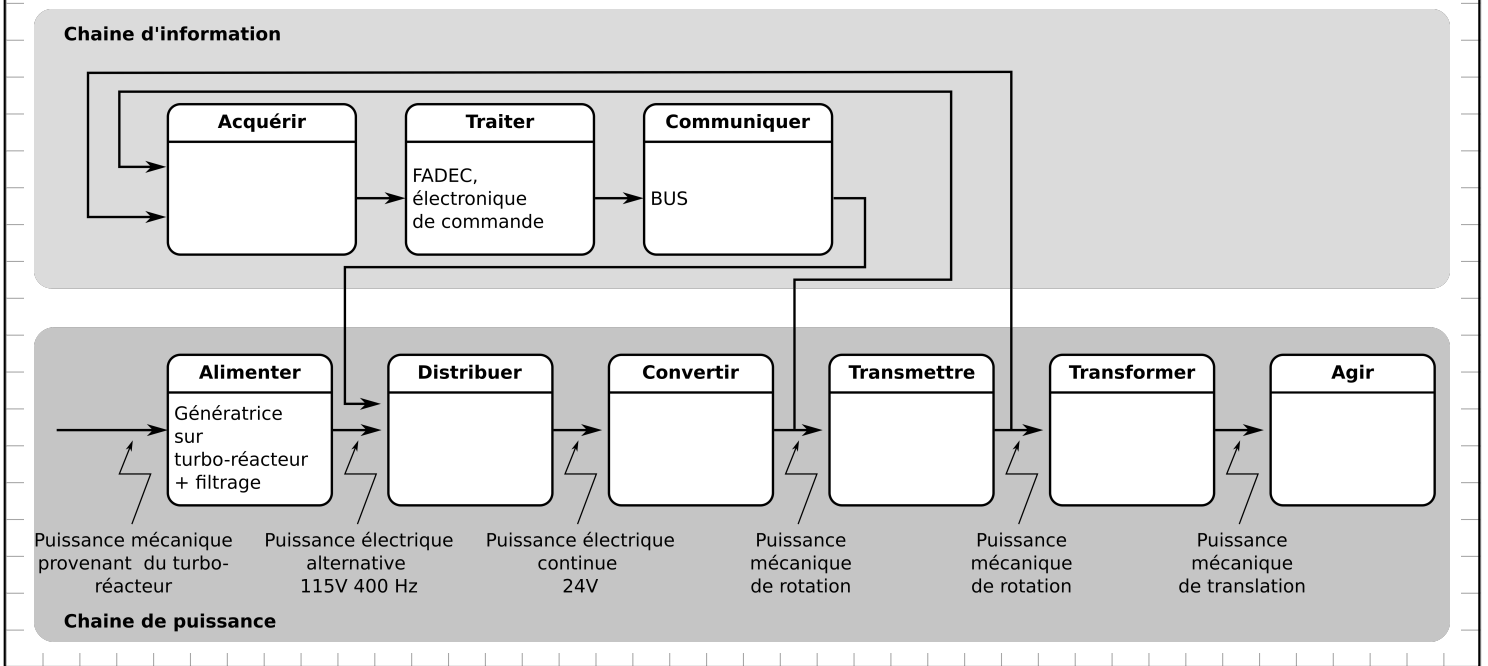 Chaine d'information
Acquérir
Traiter
Communiquer
FADEC,
électronique
de commande
BUS
Alimenter
Distribuer
Convertir
Transmettre
Transformer
Agir
Génératrice
sur
turbo-réacteur
+ filtrage
Puissance mécanique
provenant  du turbo-
réacteur
Puissance électrique
alternative
115V 400 Hz
Puissance électrique
continue
24V
Puissance
mécanique
de rotation
Puissance
mécanique
de rotation
Puissance
mécanique
de translation
Chaine de puissance